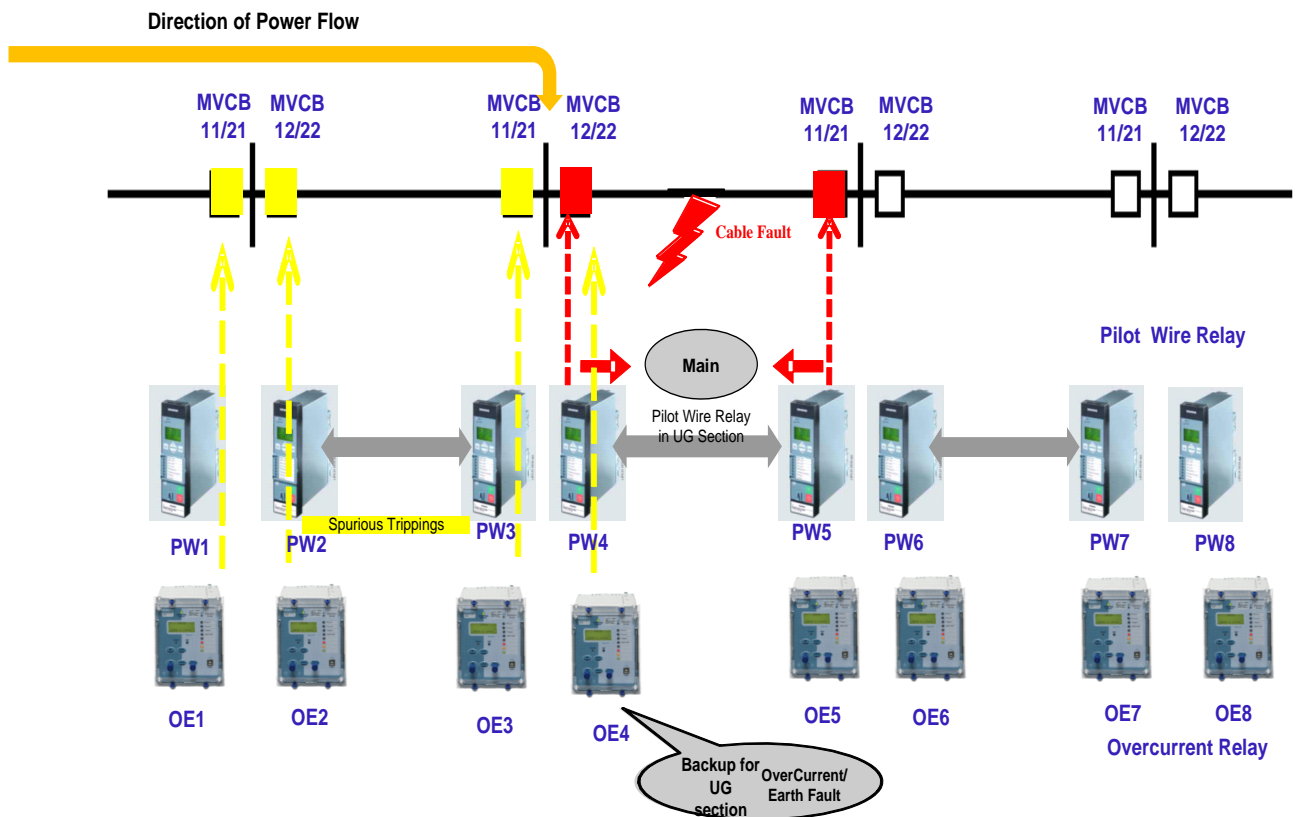 Direction of Power Flow
MVCB
11/21
MVCB
12/22
MVCB
11/21
MVCB
12/22
MVCB
11/21
MVCB
12/22
MVCB
11/21
MVCB
12/22
Cable Fault
Pilot Wire Relay
Main
Pilot Wire Relay
in UG Section
Spurious Trippings
PW1
PW2
PW3
PW4
PW5
PW6
PW7
PW8
OE1
OE2
OE3
OE4
OE5
OE6
OE7
OE8
Overcurrent Relay
Backup for
UG
section
OverCurrent/
Earth Fault